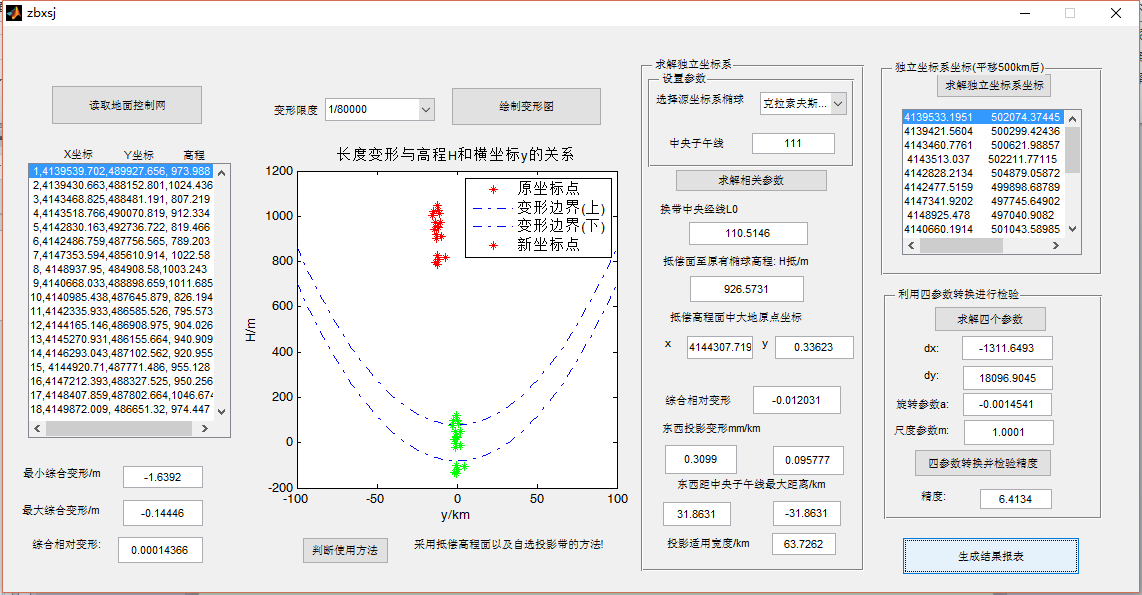 zbxsj
读取地面控制网
X坐标 Y坐标 高程
1,4139539.702,489927.656, 973.988
2,4139430.663,488152.801,1024.436
3,4143468.825,488481.191, 807.219
4,4143518.766,490070.819, 912.334
5,4142830.163,492736.722, 819.466
6,4142486.759,487756.565, 789.203
7,4147353.594,485610.914, 1022.58
8, 4148937.95, 484908.58,1003.243
9,4140668.033,488898.659,1011.685
10,4140985.438,487645.879, 826.194
11,4142335.933,486585.526, 795.573
12,4144165.146,486908.975, 904.026
13,4145270.931,486155.664, 940.909
14,4146293.043,487102.562, 920.955
15, 4144920.71,487771.486, 955.128
16,4147212.393,488327.525, 950.256
17,4148407.859,487802.664,1046.674
18,4149872.009, 486651.32, 974.447
最小综合变形/m
-1.6392
最大综合变形/m
-0.14446
综合相对变形:
0.00014366
变形限度
1/80000
绘制变形图
长度变形与高程H和横坐标y的关系
原坐标点
变形边界(上)
变形边界(下)
新坐标点
1200
1000
800
600
400
200
0
-200
H/m
-100 -50 0 50 100
y/km
判断使用方法
采用抵偿高程面以及自选投影带的方法!
求解独立坐标系
设置参数
选择源坐标系椭球
克拉索夫斯...
中央子午线
111
求解相关参数
换带中央经线L0
110.5146
抵偿面至原有椭球高程: H抵/m
926.5731
抵偿高程面中大地原点坐标
x 4144307.719 y 0.33623
综合相对变形
-0.012031
东西投影变形mm/km
0.3099 0.095777
东西距中央子午线最大距离/km
31.8631 -31.8631
投影适用宽度/km
63.7262
独立坐标系坐标(平移500km后)
求解独立坐标系坐标
4139533.1951 502074.37445
4139421.5604 500299.42436
4143460.7761 500621.98857
4143513.037 502211.77115
4142828.2134 504879.05872
4142477.5159 499898.68789
4147341.9202 497745.64902
4148925.478 497040.9082
4140660.1914 501043.58985
利用四参数转换进行检验
求解四个参数
dx: -1311.6493
dy: 18096.9045
旋转参数a: -0.0014541
尺度参数m: 1.0001
四参数转换并检验精度
精度: 6.4134
生成结果报表